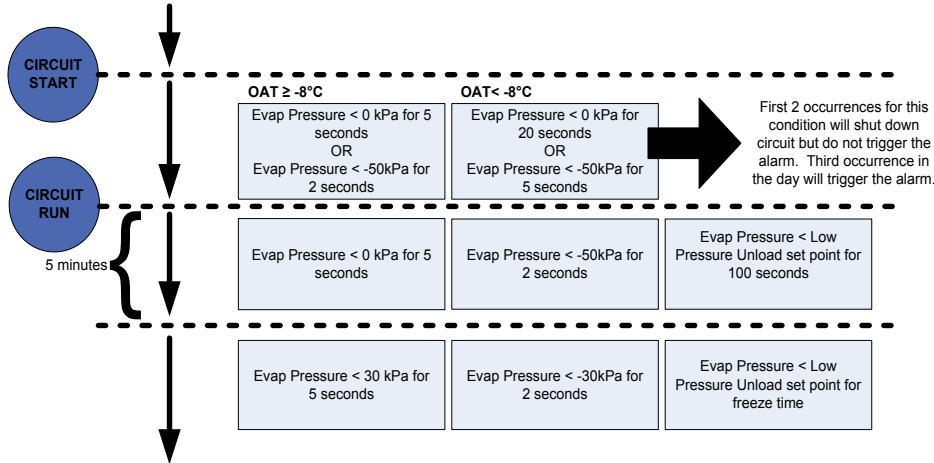 CIRCUIT
START
OAT ≥ -8°C
OAT< -8°C
Evap Pressure < 0 kPa for 5
seconds
OR
Evap Pressure < -50kPa for
2 seconds
Evap Pressure < 0 kPa for
20 seconds
OR
Evap Pressure < -50kPa for
5 seconds
First 2 occurrences for this
condition will shut down
circuit but do not trigger the
alarm. Third occurrence in
the day will trigger the alarm.
CIRCUIT
RUN
5 minutes
Evap Pressure < 0 kPa for 5
seconds
Evap Pressure < -50kPa for
2 seconds
Evap Pressure < Low
Pressure Unload set point for
100 seconds
Evap Pressure < 30 kPa for
5 seconds
Evap Pressure < -30kPa for
2 seconds
Evap Pressure < Low
Pressure Unload set point for
freeze time